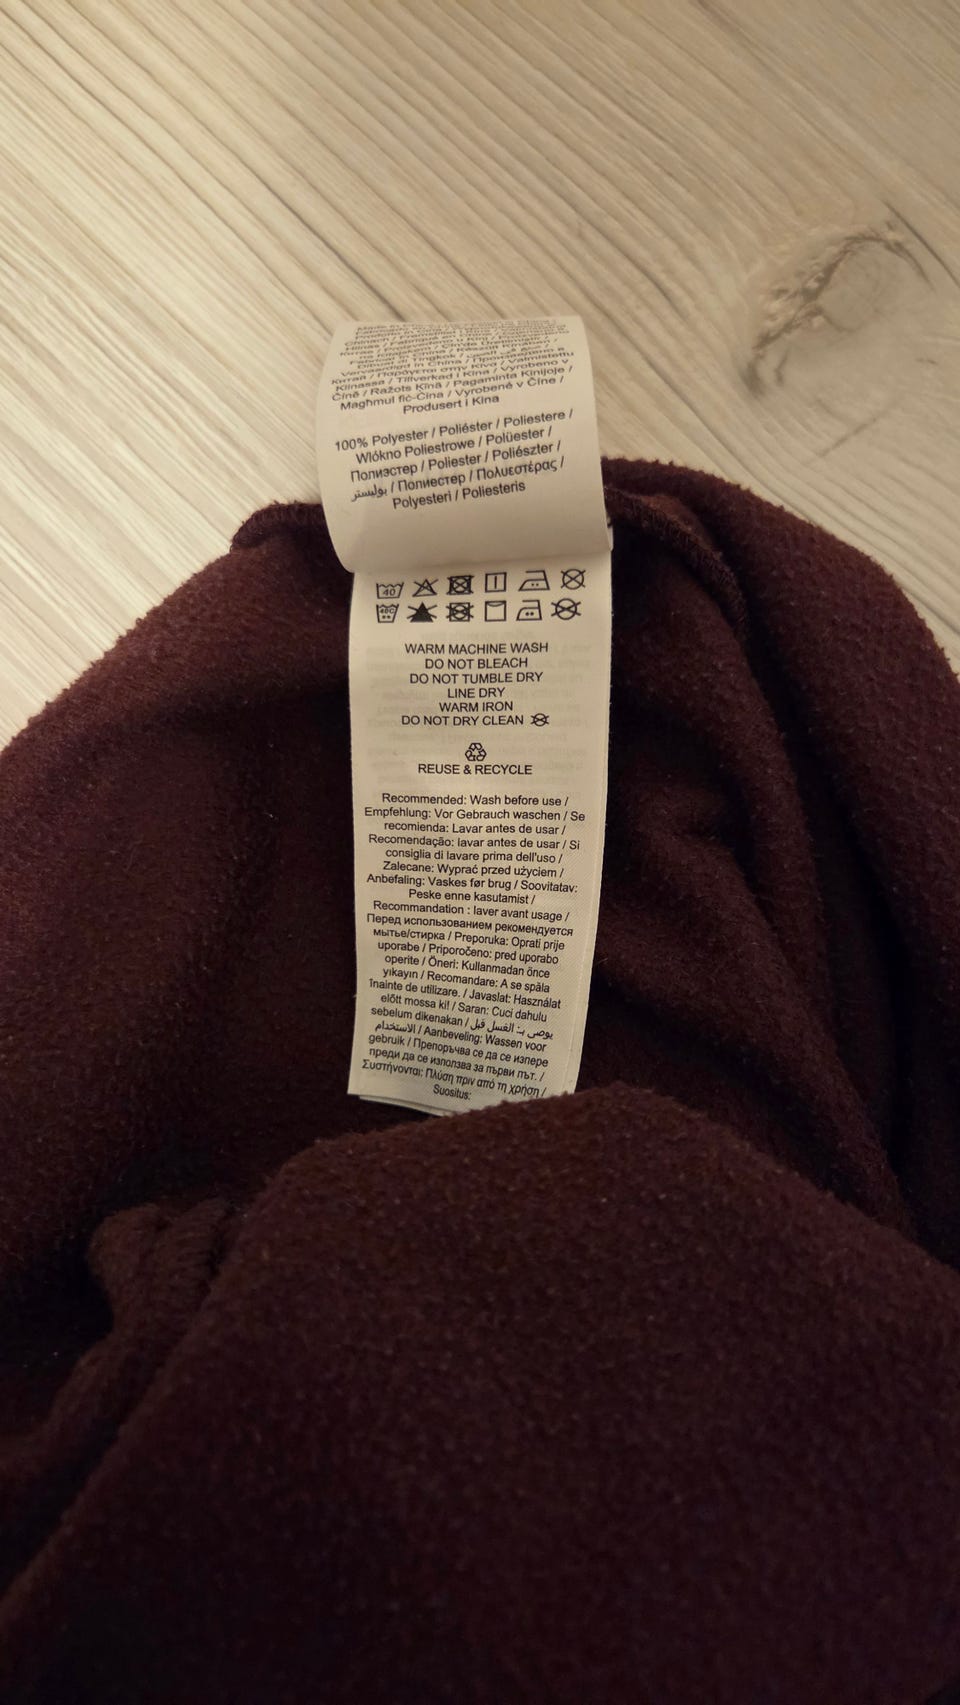 100% Polyester / Poliéster / Poliestere /
Włókno Poliestrowe / Polüester /
Полиэстер / Poliester / Poliészter /
بوليستر / Полиестер / Πολυεστέρας /
Polyesteri / Poliesteris
Kiinassa / Tillverkad i Kina / Vyrobeno v
Číně / Ražots Ķīnā / Pagaminta Kinijoje /
Magħmul fiċ-Ċina / Vyrobené v Číne /
Produsert i Kina
40
40C
WARM MACHINE WASH
DO NOT BLEACH
DO NOT TUMBLE DRY
LINE DRY
WARM IRON
DO NOT DRY CLEAN
REUSE & RECYCLE
Recommended: Wash before use /
Empfehlung: Vor Gebrauch waschen / Se
recomienda: Lavar antes de usar /
Recomendação: lavar antes de usar / Si
consiglia di lavare prima dell'uso /
Zalecane: Wyprać przed użyciem /
Anbefaling: Vaskes før brug / Soovitatav:
Peske enne kasutamist /
Recommandation : laver avant usage /
Перед использованием рекомендуется
мытье/стирка / Preporuka: Oprati prije
uporabe / Priporočeno: pred uporabo
operite / Öneri: Kullanmadan önce
yıkayın / Recomandare: A se spăla
înainte de utilizare. / Javaslat: Használat
előtt mossa ki! / Saran: Cuci dahulu
sebelum dikenakan / يوصى بـ: الغسل قبل
الاستخدام / Aanbeveling: Wassen voor
gebruik / Препоръчва се да се изпере
преди да се използва за първи път. /
Συστήνουται: Πλύση πριν από τη χρήση /
Suositus: